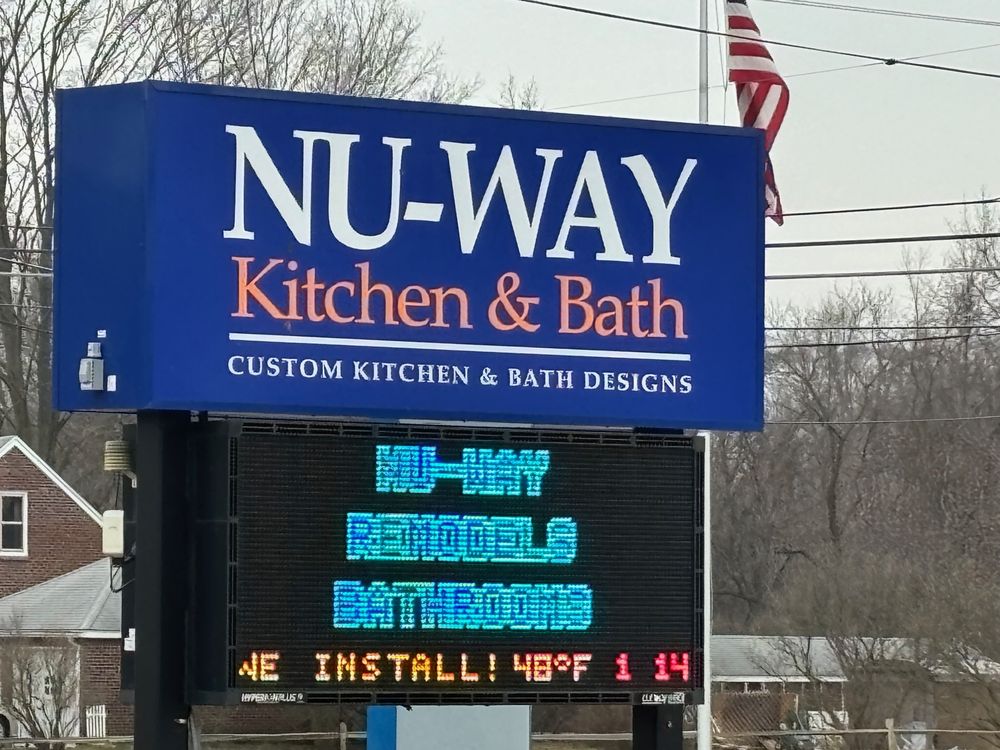 NU-WAY
Kitchen & Bath
CUSTOM KITCHEN & BATH DESIGNS
NU-WAY
REMODELS
BATHROOMS
WE INSTALL! 48°F 1 14